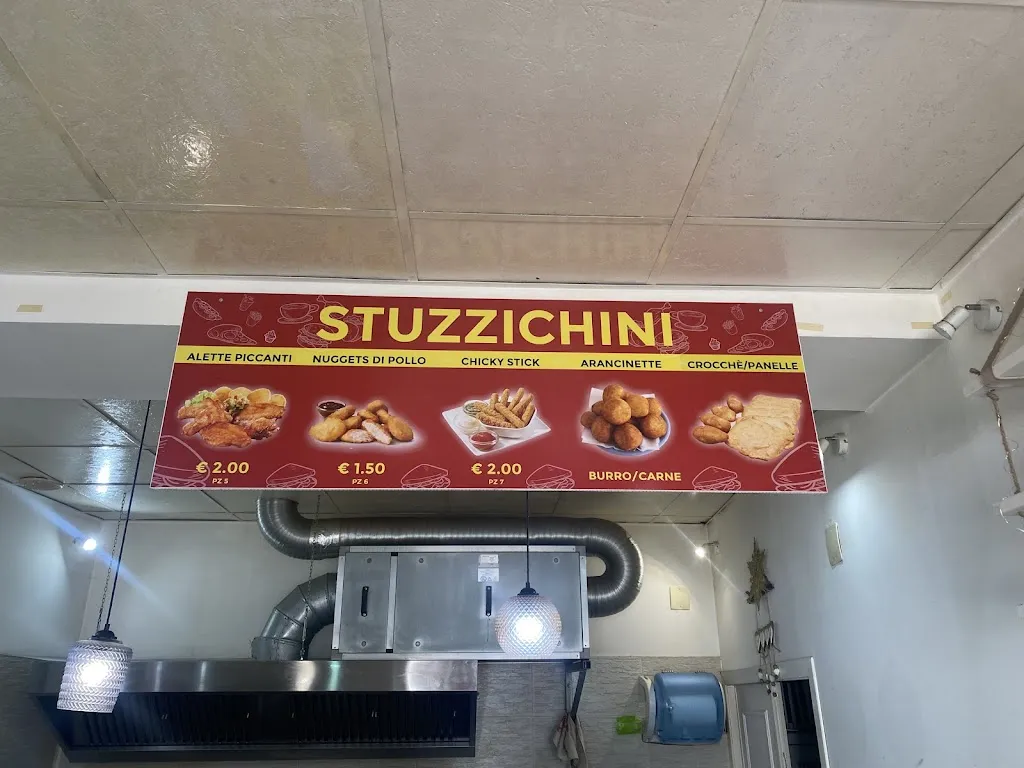 STUZZICHINI
ALETTE PICCANTI NUGGETS DI POLLO CHICKY STICK ARANCINETTE CROCCHÈ/PANELLE
€ 2.00 € 1.50 € 2.00 BURRO/CARNE
PZ 5 PZ 6 PZ 7